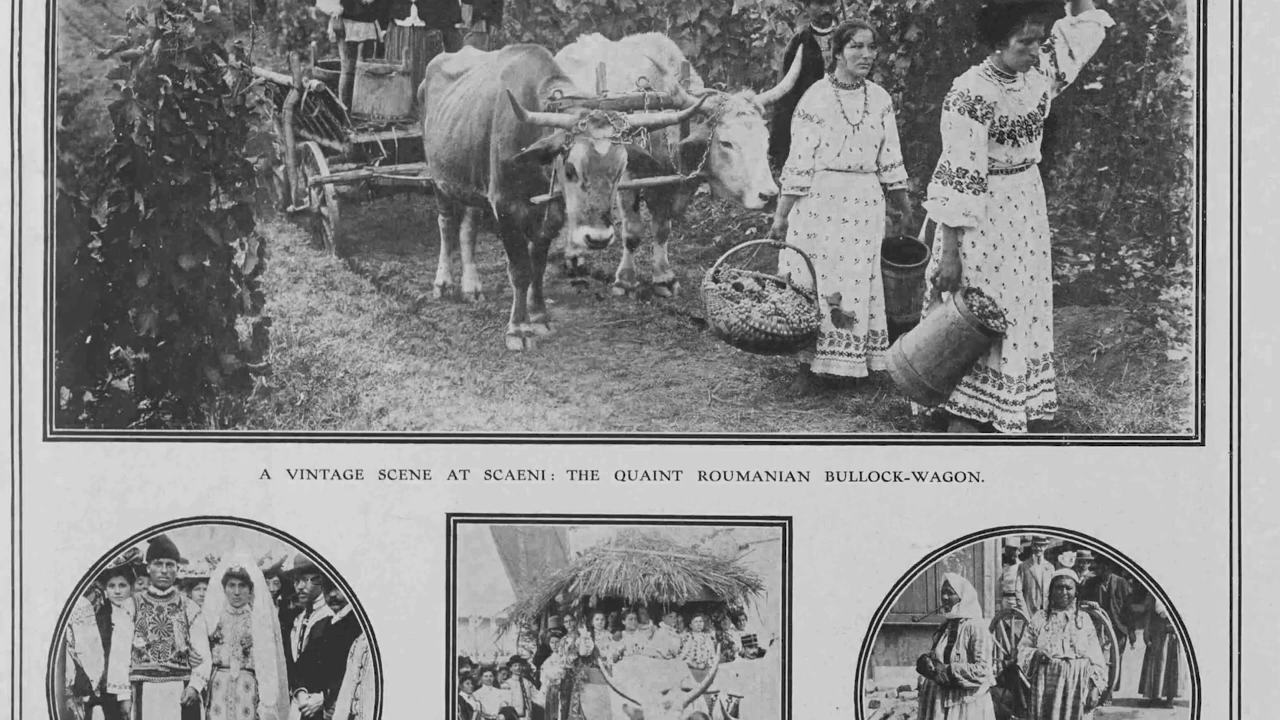 A VINTAGE SCENE AT SCAENI: THE QUAINT ROUMANIAN BULLOCK-WAGON.